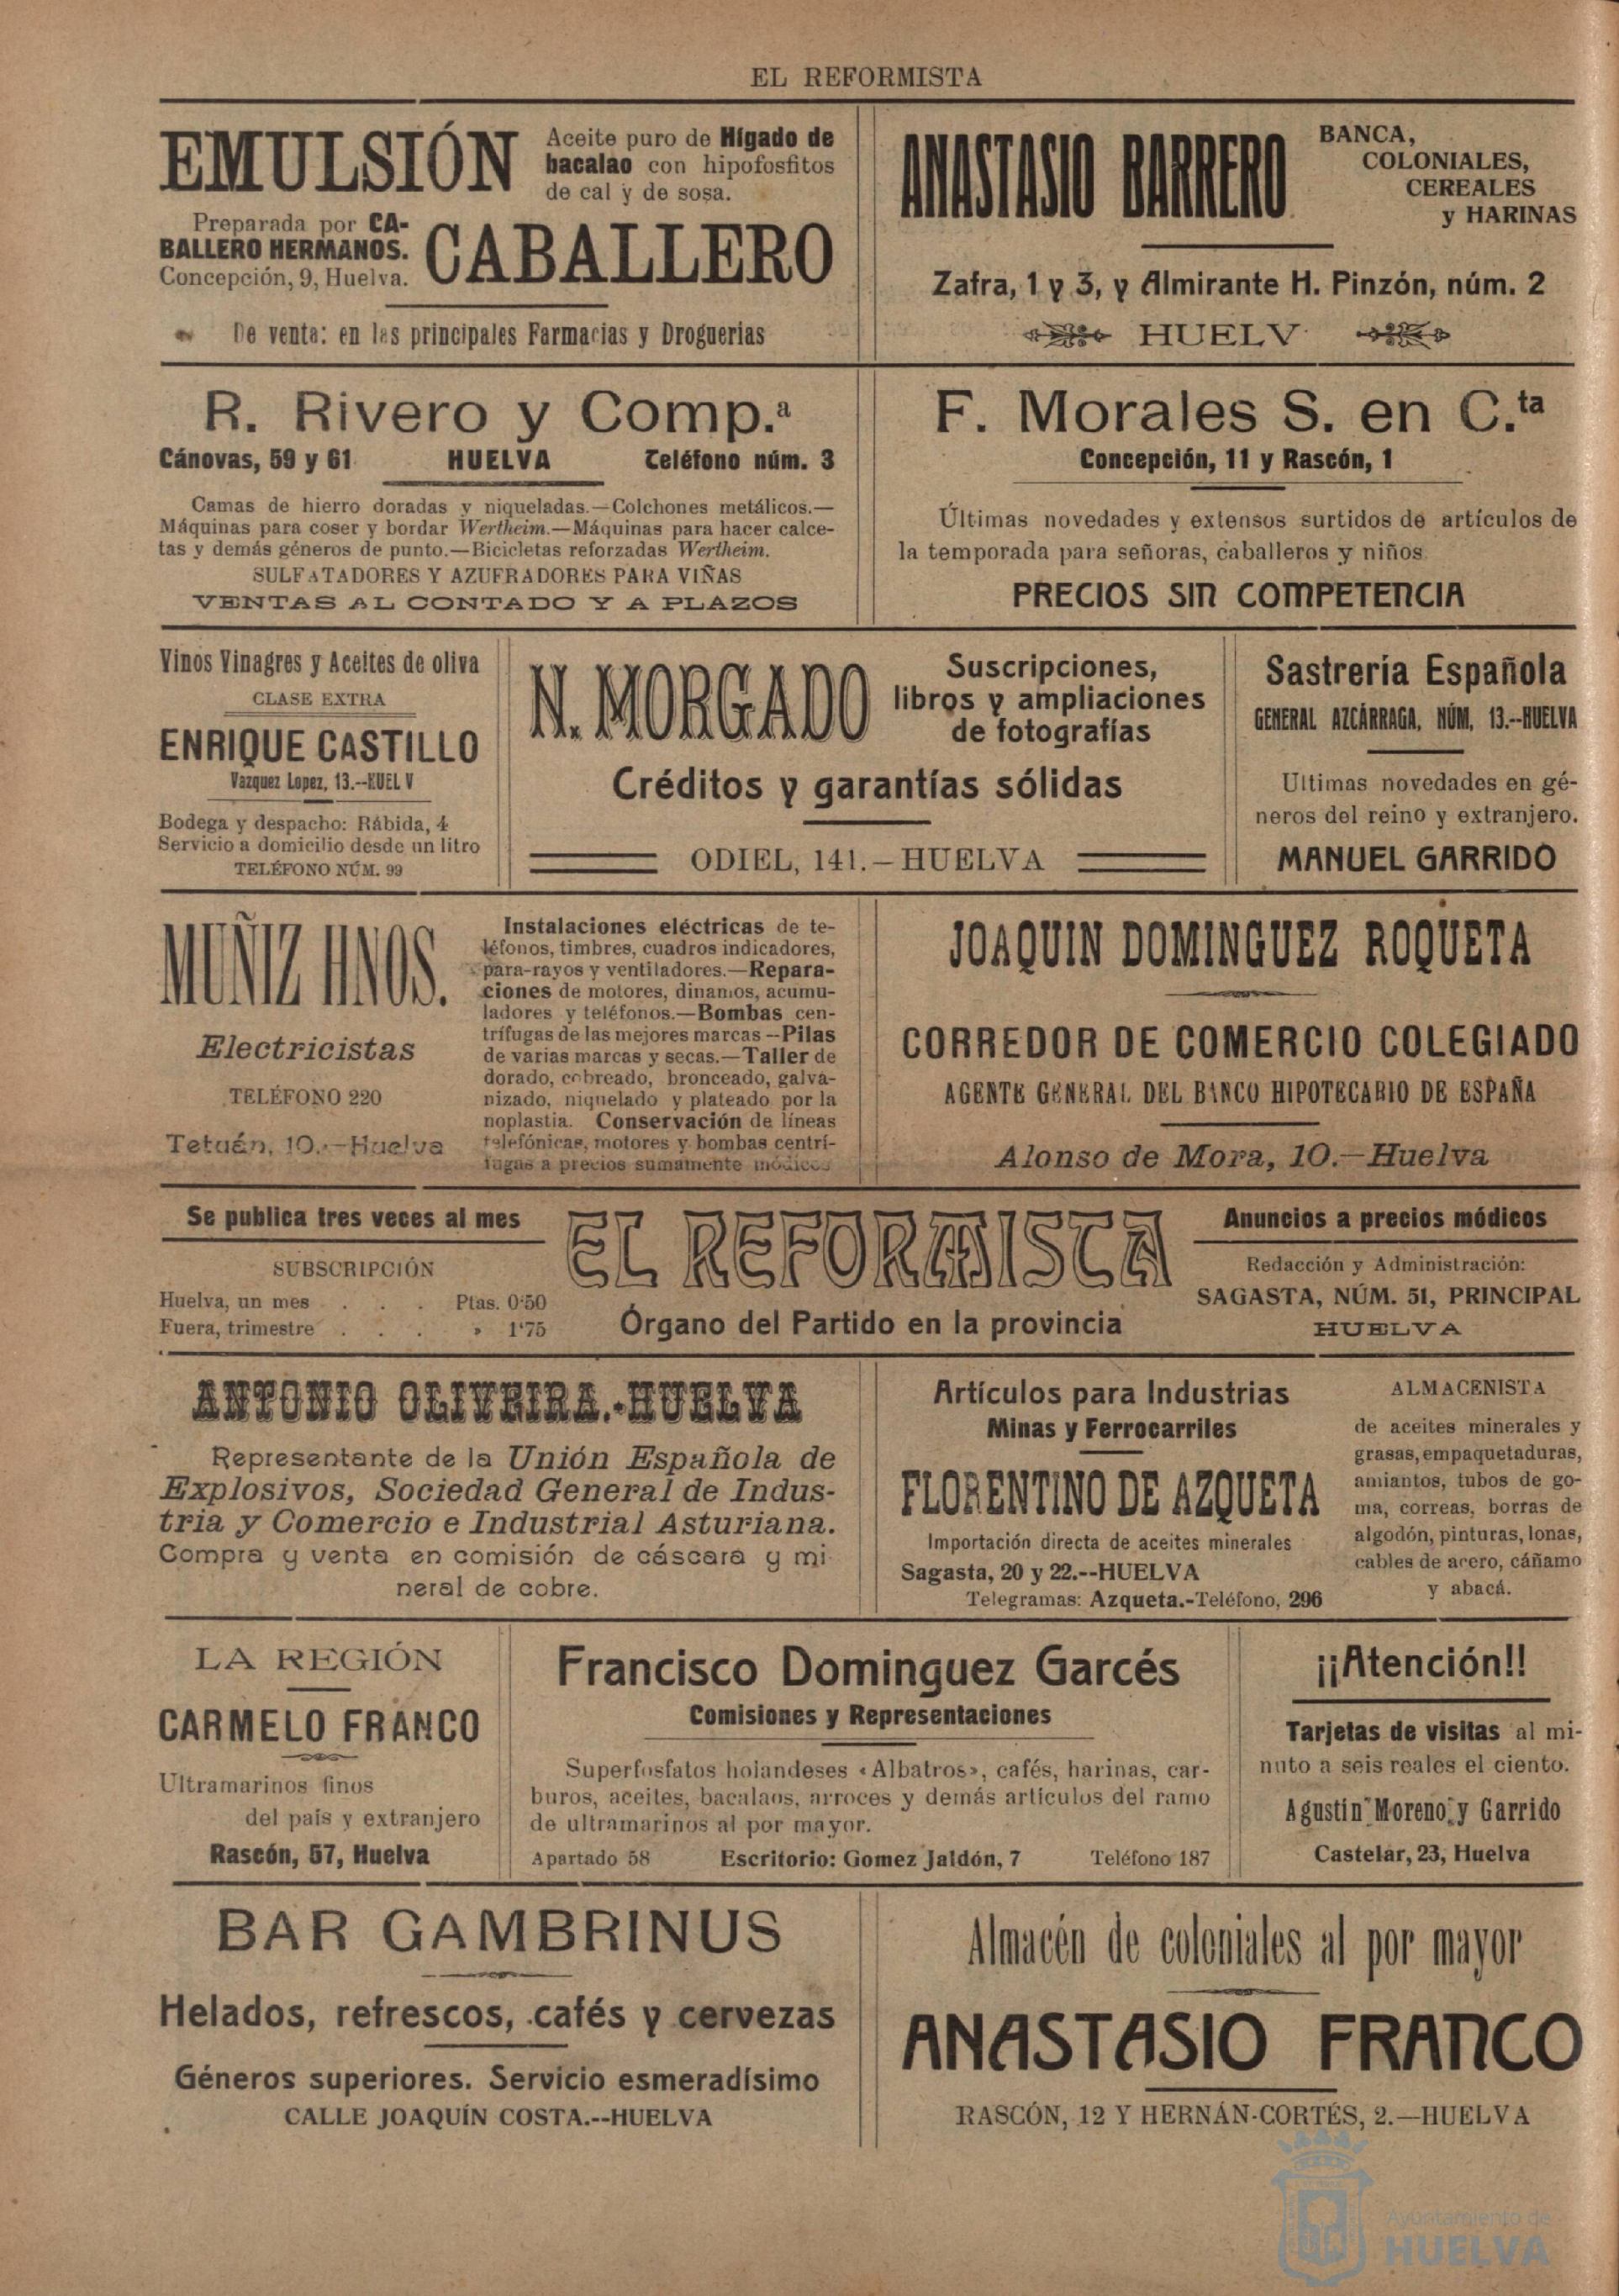 EL REFORMISTA
EMULSIÓN
Aceite puro de Hígado de
bacalao con hipofosfitos
de cal y de sosa.
Preparada por CA-
BALLERO HERMANOS.
Concepción, 9, Huelva.
CABALLERO
De venta: en las principales Farmacias y Droguerias
ANASTASIO BARRERO
BANCA,
COLONIALES,
CEREALES
y HARINAS
Zafra, 1 y 3, y Almirante H. Pinzón, núm. 2
HUELV
R. Rivero y Comp.ª
Cánovas, 59 y 61 HUELVA Teléfono núm. 3
Camas de hierro doradas y niqueladas.—Colchones metálicos.—
Máquinas para coser y bordar Wertheim.—Máquinas para hacer calce-
tas y demás géneros de punto.—Bicicletas reforzadas Wertheim.
SULFATADORES Y AZUFRADORES PARA VIÑAS
VENTAS AL CONTADO Y A PLAZOS
F. Morales S. en C.ta
Concepción, 11 y Rascón, 1
Últimas novedades y extensos surtidos de artículos de
la temporada para señoras, caballeros y niños.
PRECIOS SIN COMPETENCIA
Vinos Vinagres y Aceites de oliva
CLASE EXTRA
ENRIQUE CASTILLO
Vazquez Lopez, 13.--HUELV
Bodega y despacho: Rábida, 4
Servicio a domicilio desde un litro
TELÉFONO NÚM. 99
N. MORGADO
Suscripciones,
libros y ampliaciones
de fotografías
Créditos y garantías sólidas
ODIEL, 141.—HUELVA
Sastrería Española
GENERAL AZCÁRRAGA, NÚM, 13.--HUELVA
Ultimas novedades en gé-
neros del reino y extranjero.
MANUEL GARRIDO
MUÑIZ HNOS.
Electricistas
TELÉFONO 220
Tetuán, 10.—Huelva
Instalaciones eléctricas de te-
léfonos, timbres, cuadros indicadores,
para-rayos y ventiladores.—Repara-
ciones de motores, dinamos, acumu-
ladores y teléfonos.—Bombas cen-
trífugas de las mejores marcas --Pilas
de varias marcas y secas.—Taller de
dorado, cobreado, bronceado, galva-
nizado, niquelado y plateado por la
noplastia. Conservación de líneas
telefónicas, motores y bombas centrí-
fugas a precios sumamente módicos
JOAQUIN DOMINGUEZ ROQUETA
CORREDOR DE COMERCIO COLEGIADO
AGENTE GENERAL DEL BANCO HIPOTECARIO DE ESPAÑA
Alonso de Mora, 10.—Huelva
Se publica tres veces al mes
SUBSCRIPCIÓN
Huelva, un mes . . . Ptas. 0'50
Fuera, trimestre . . . » 1'75
EL REFORMISTA
Órgano del Partido en la provincia
Anuncios a precios módicos
Redacción y Administración:
SAGASTA, NÚM. 51, PRINCIPAL
HUELVA
ANTONIO OLIVEIRA.-HUELVA
Representante de la Unión Española de
Explosivos, Sociedad General de Indus-
tria y Comercio e Industrial Asturiana.
Compra y venta en comisión de cáscara y mi-
neral de cobre.
Artículos para Industrias
Minas y Ferrocarriles
FLORENTINO DE AZQUETA
Importación directa de aceites minerales
Sagasta, 20 y 22.--HUELVA
Telegramas: Azqueta.-Teléfono, 296
ALMACENISTA
de aceites minerales y
grasas, empaquetaduras,
amiantos, tubos de go-
ma, correas, borras de
algodón, pinturas, lonas,
cables de acero, cáñamo
y abacá.
LA REGIÓN
CARMELO FRANCO
Ultramarinos finos
del país y extranjero
Rascón, 57, Huelva
Francisco Dominguez Garcés
Comisiones y Representaciones
Superfosfatos holandeses «Albatros», cafés, harinas, car-
buros, aceites, bacalaos, arroces y demás artículos del ramo
de ultramarinos al por mayor.
Apartado 58 Escritorio: Gomez Jaldón, 7 Teléfono 187
¡¡Atención!!
Tarjetas de visitas al mi-
nuto a seis reales el ciento.
Agustín Moreno y Garrido
Castelar, 23, Huelva
BAR GAMBRINUS
Helados, refrescos, cafés y cervezas
Géneros superiores. Servicio esmeradísimo
CALLE JOAQUÍN COSTA.--HUELVA
Almacén de coloniales al por mayor
ANASTASIO FRANCO
RASCÓN, 12 Y HERNÁN-CORTÉS, 2.—HUELVA
Ayuntamiento de
HUELVA